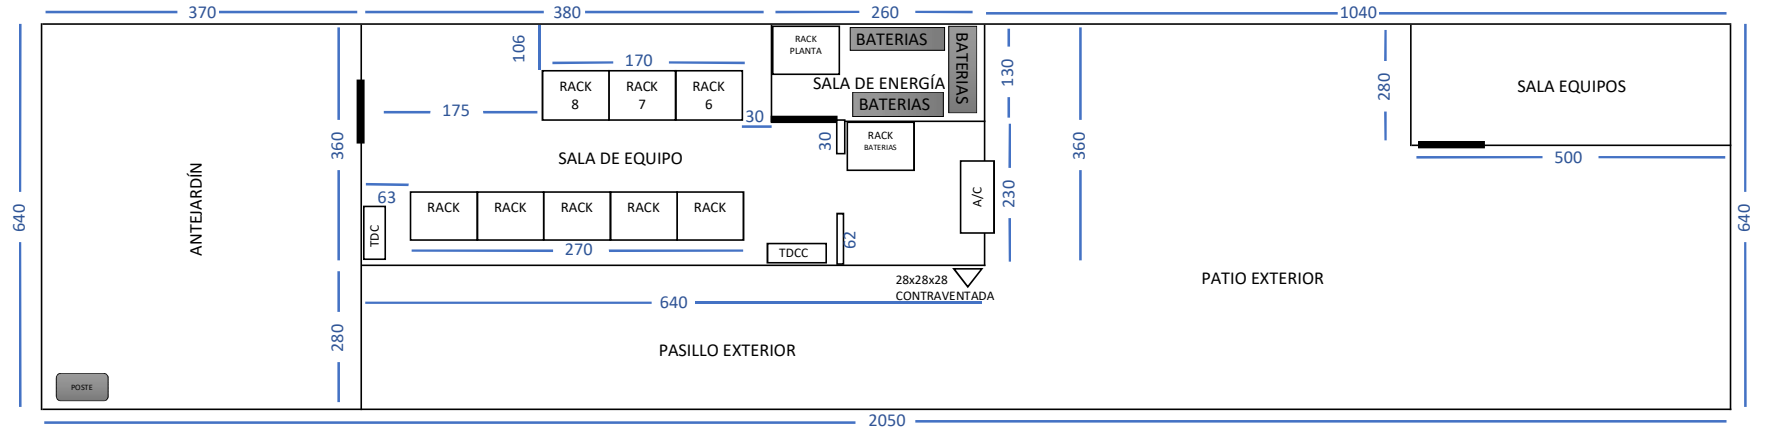 370
380
260
1040
106
170
RACK
8
RACK
7
RACK
6
RACK
PLANTA
BATERIAS
BATERIAS
SALA DE ENERGÍA
BATERIAS
130
280
SALA EQUIPOS
175
30
30
RACK
BATERIAS
360
360
500
SALA DE EQUIPO
63
640
ANTEJARDÍN
TDC
RACK
RACK
RACK
RACK
RACK
270
TDCC
62
A/C
230
640
28x28x28
CONTRAVENTADA
PATIO EXTERIOR
640
280
PASILLO EXTERIOR
POSTE
2050